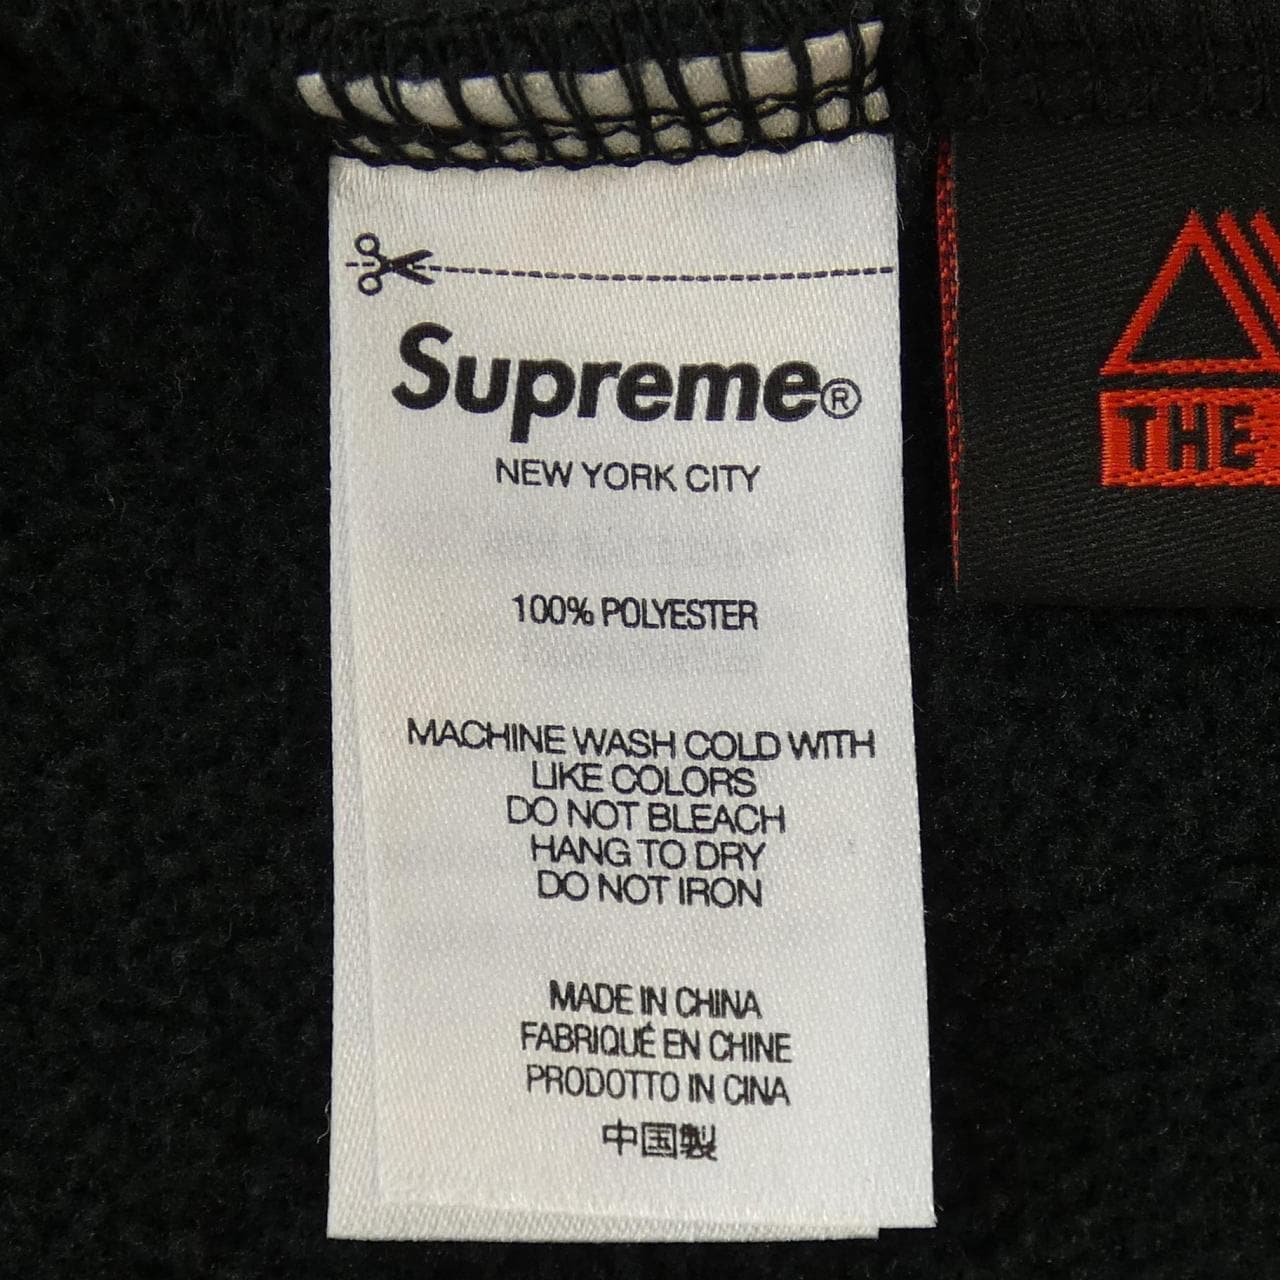 Supreme®
NEW YORK CITY
100% POLYESTER
MACHINE WASH COLD WITH
LIKE COLORS
DO NOT BLEACH
HANG TO DRY
DO NOT IRON
MADE IN CHINA
FABRIQUÉ EN CHINE
PRODOTTO IN CINA
中国製
THE